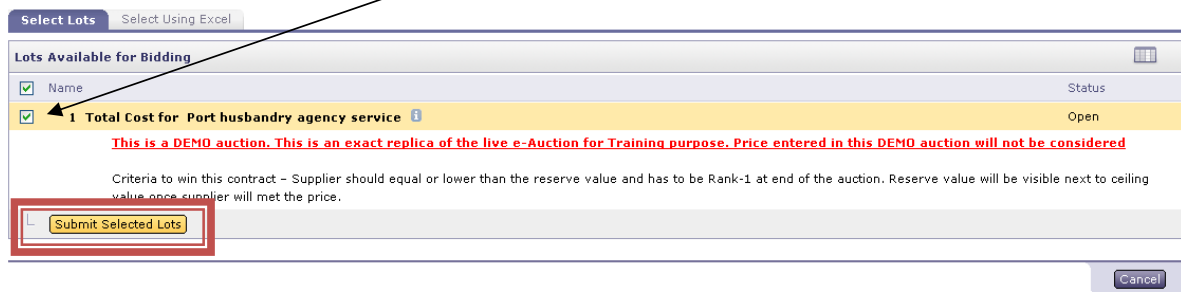 Select Lots Select Using Excel
Lots Available for Bidding
Name Status
1 Total Cost for Port husbandry agency service Open
This is a DEMO auction. This is an exact replica of the live e-Auction for Training purpose. Price entered in this DEMO auction will not be considered
Criteria to win this contract – Supplier should equal or lower than the reserve value and has to be Rank-1 at end of the auction. Reserve value will be visible next to ceiling
value once supplier will met the price.
Submit Selected Lots
Cancel